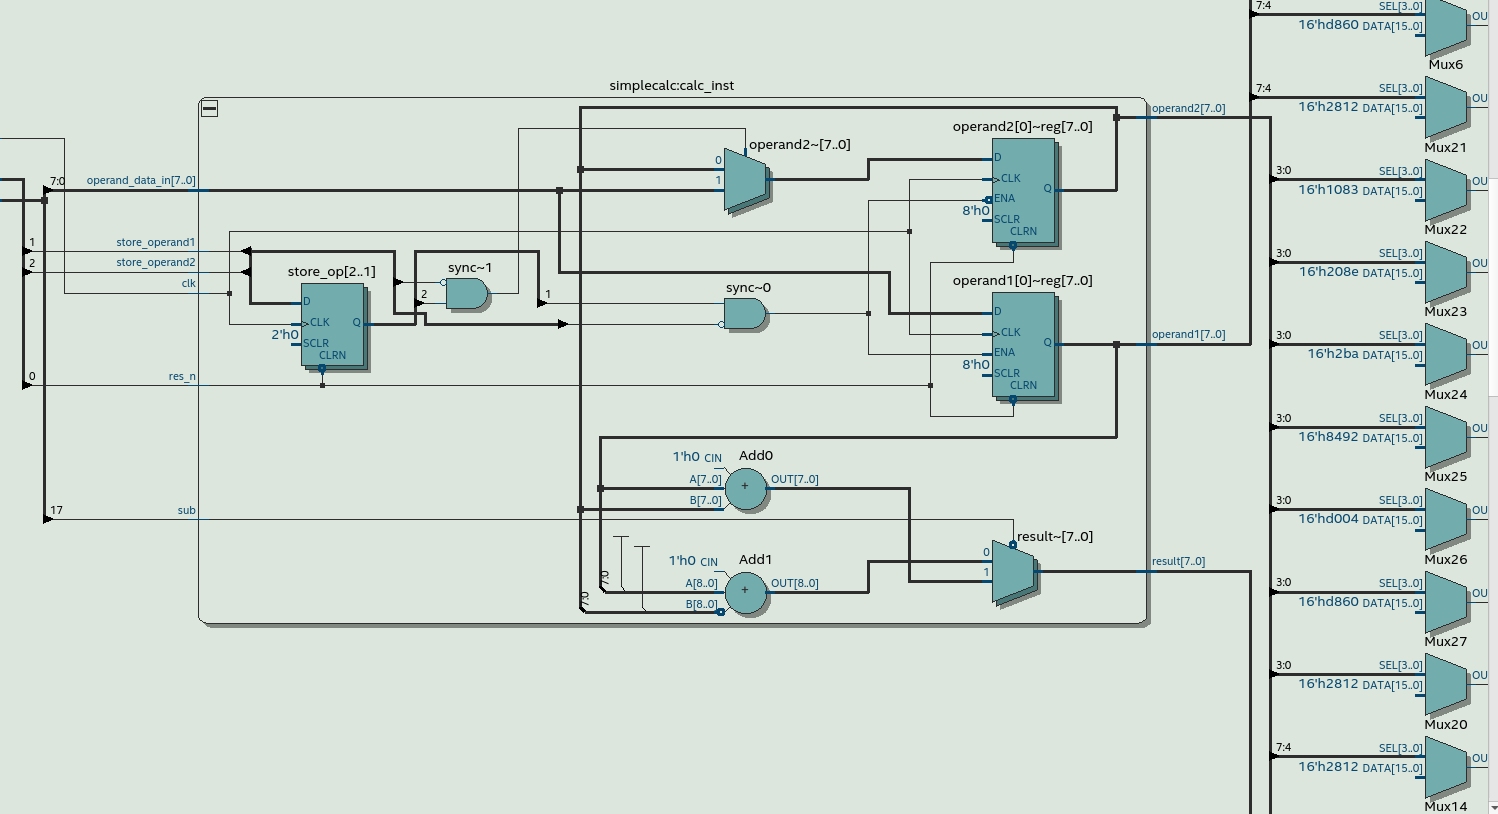 simplecalc:calc_inst
operand_data_in[7..0]
7:0
store_operand1
1
store_operand2
2
clk
res_n
0
sub
17
store_op[2..1]
D
CLK
2'h0
SCLR
CLRN
Q
sync~1
2
1
sync~0
operand2~[7..0]
0
1
operand2[0]~reg[7..0]
D
CLK
ENA
8'h0
SCLR
CLRN
Q
operand1[0]~reg[7..0]
D
CLK
ENA
8'h0
SCLR
CLRN
Q
Add0
1'h0 CIN
A[7..0]
B[7..0]
+
OUT[7..0]
Add1
1'h0 CIN
A[8..0]
B[8..0]
+
OUT[8..0]
7:0
7:0
result~[7..0]
0
1
operand2[7..0]
operand1[7..0]
result[7..0]
7:4
SEL[3..0]
16'hd860 DATA[15..0]
OU
Mux6
7:4
SEL[3..0]
16'h2812 DATA[15..0]
OU
Mux21
3:0
SEL[3..0]
16'h1083 DATA[15..0]
OU
Mux22
3:0
SEL[3..0]
16'h208e DATA[15..0]
OU
Mux23
3:0
SEL[3..0]
16'h2ba DATA[15..0]
OU
Mux24
3:0
SEL[3..0]
16'h8492 DATA[15..0]
OU
Mux25
3:0
SEL[3..0]
16'hd004 DATA[15..0]
OU
Mux26
3:0
SEL[3..0]
16'hd860 DATA[15..0]
OU
Mux27
3:0
SEL[3..0]
16'h2812 DATA[15..0]
OU
Mux20
7:4
SEL[3..0]
16'h2812 DATA[15..0]
OU
Mux14